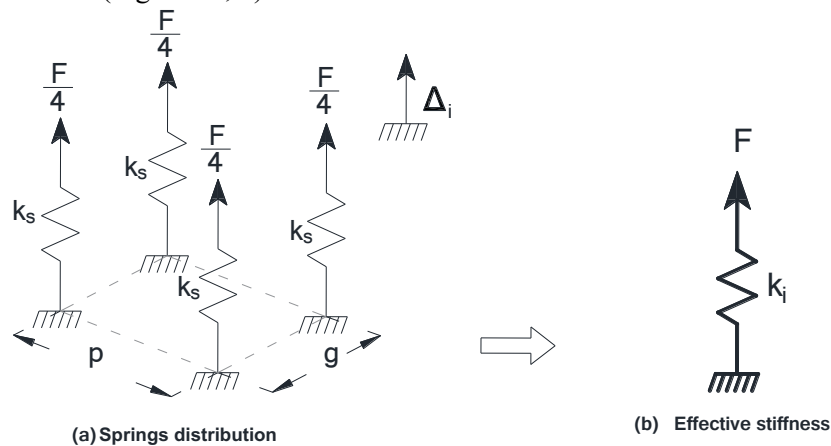 F
4
F
4
F
4
F
4
Δi
F
ks
ks
ks
ks
ki
p
g
(a) Springs distribution
(b) Effective stiffness